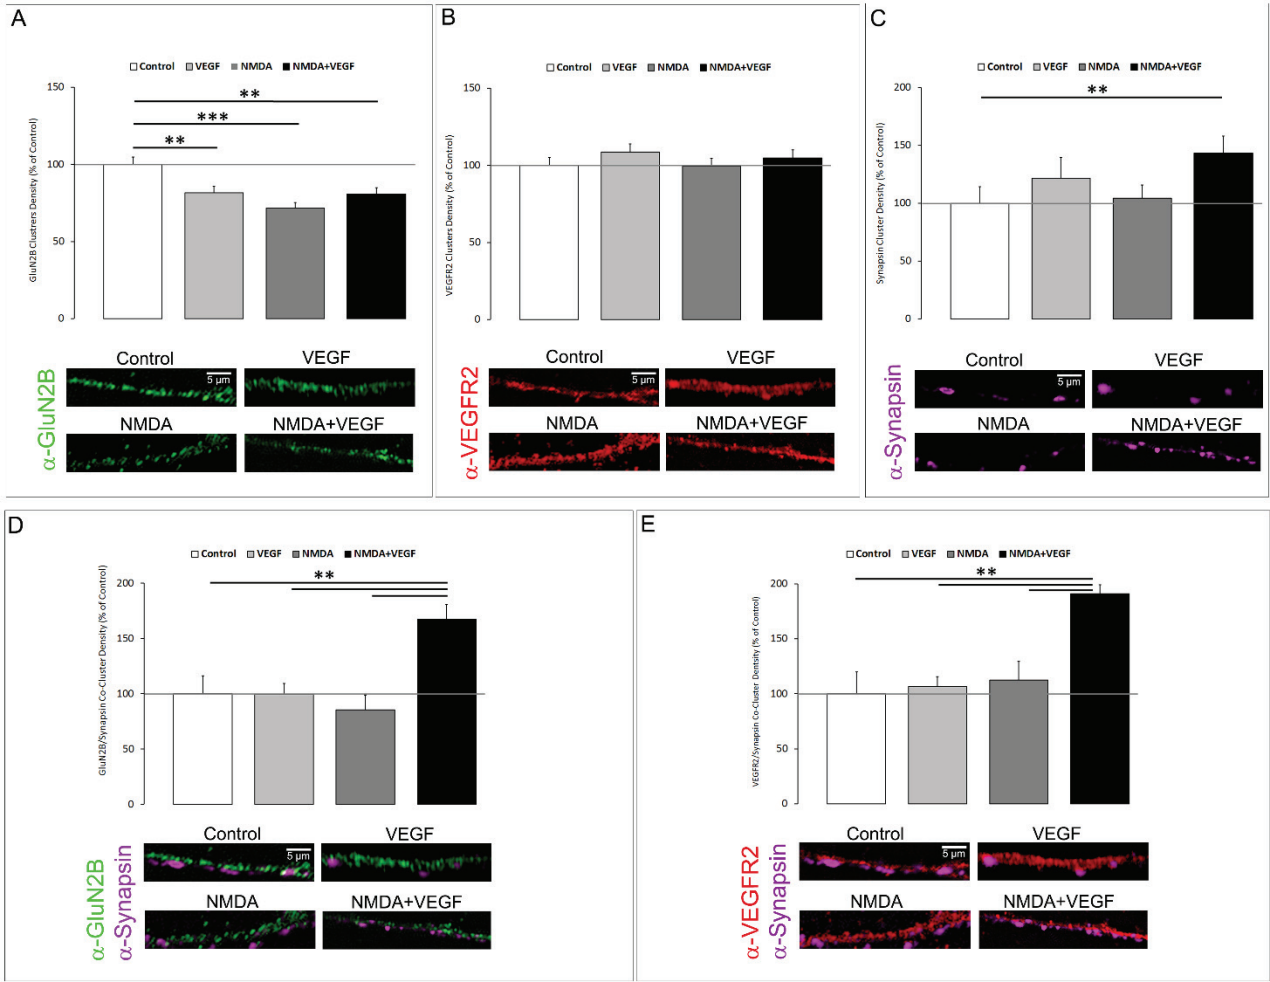 A
Control VEGF NMDA NMDA+VEGF
GluN2B Clustrers Density (% of Control)
150
100
50
0
**
***
**
α-GluN2B
Control VEGF
5 µm
NMDA NMDA+VEGF
B
Control VEGF NMDA NMDA+VEGF
VEGFR2 Clusters Density (% of Control)
150
100
50
0
α-VEGFR2
Control VEGF
5 µm
NMDA NMDA+VEGF
C
Control VEGF NMDA NMDA+VEGF
Synapsin Cluster Density (% of Control)
200
150
100
50
0
**
α-Synapsin
Control VEGF
5 µm
NMDA NMDA+VEGF
D
Control VEGF NMDA NMDA+VEGF
GluN2B/Synapsin Co-Cluster Density (% of Control)
200
150
100
50
0
**
α-GluN2B
α-Synapsin
Control VEGF
5 µm
NMDA NMDA+VEGF
E
Control VEGF NMDA NMDA+VEGF
VEGFR2/Synapsin Co-Cluster Dentsity (% of Control)
200
150
100
50
0
**
α-VEGFR2
α-Synapsin
Control VEGF
5 µm
NMDA NMDA+VEGF